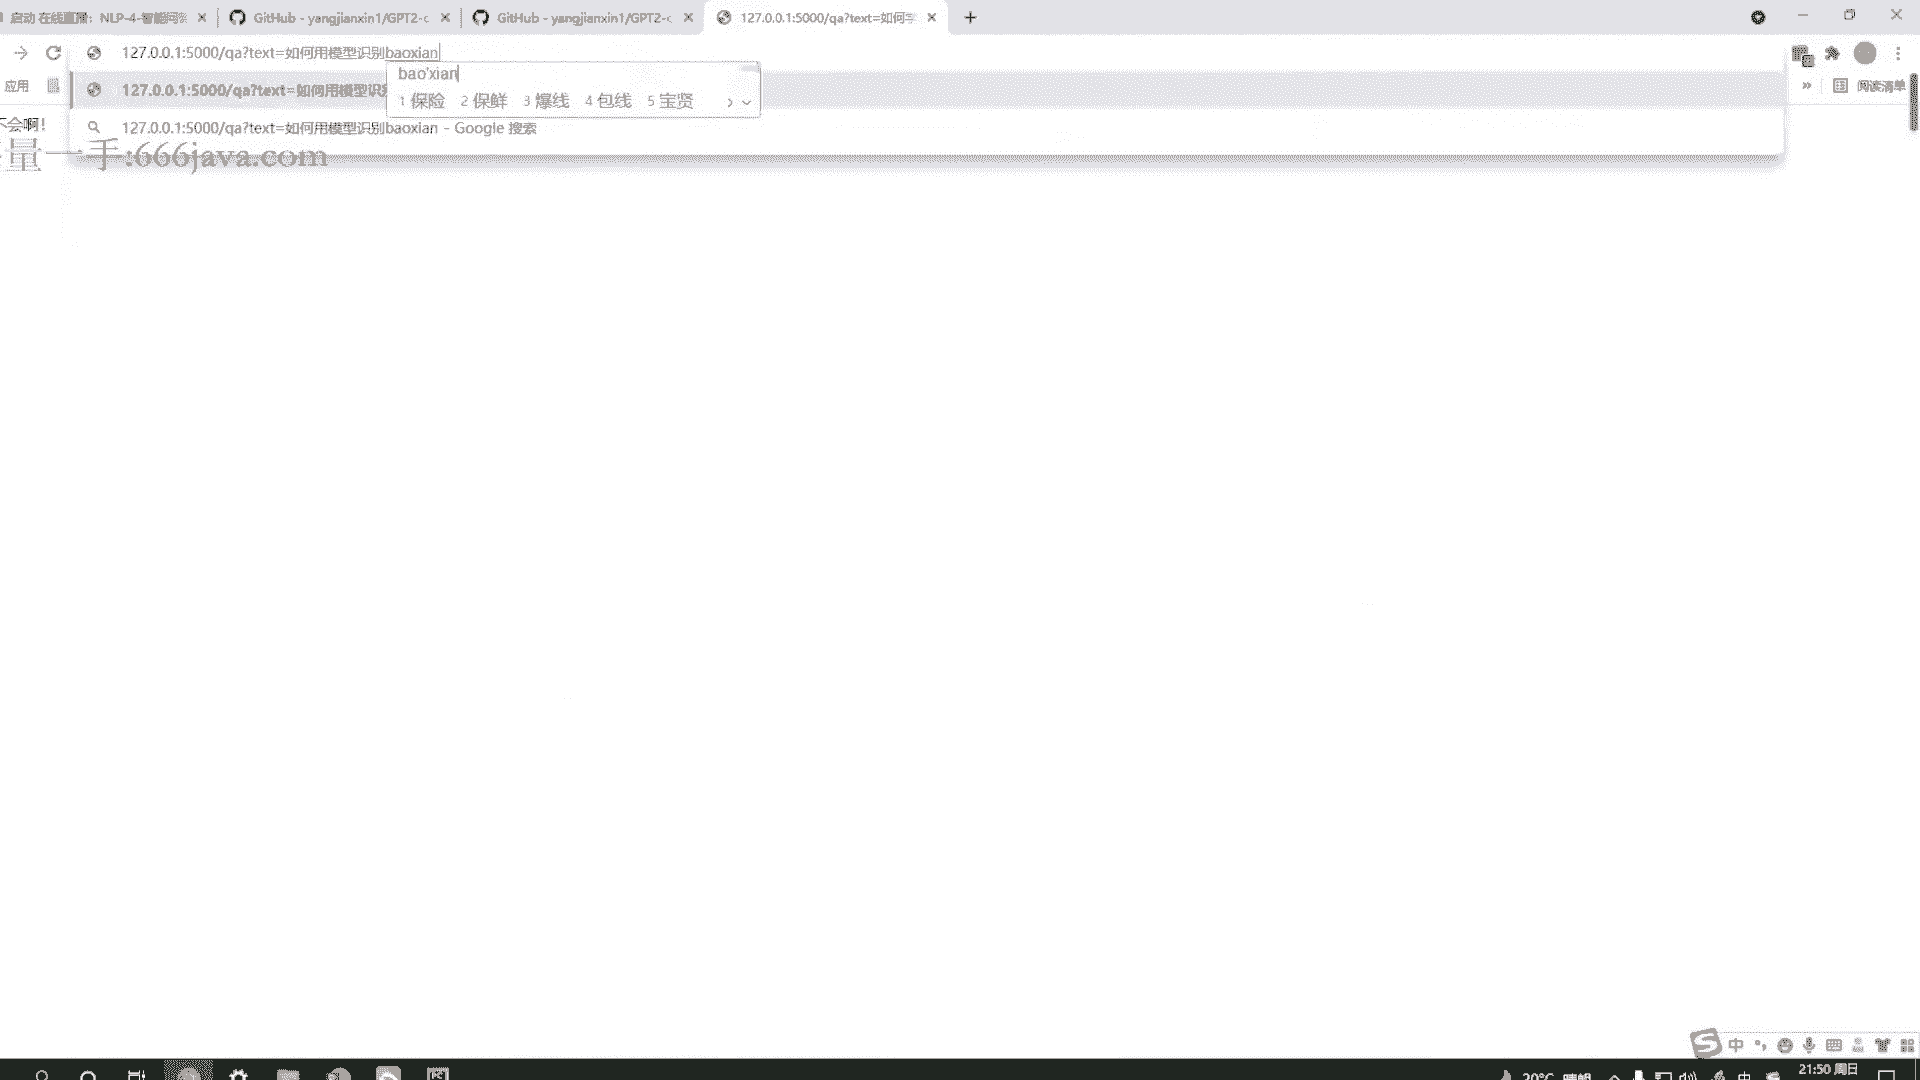 启动 在线直播：NLP-4-智能问答
GitHub - yangjianxin1/GPT2-c
GitHub - yangjianxin1/GPT2-c
127.0.0.1:5000/qa?text=如何学
127.0.0.1:5000/qa?text=如何用模型识别baoxian
bao'xian
应用
127.0.0.1:5000/qa?text=如何用模型识别
1 保险 2 保鲜 3 爆线 4 包线 5 宝贤
阅读清单
不会啊！
127.0.0.1:5000/qa?text=如何用模型识别baoxian - Google 搜索
量一手:666java.com
中
20°C 晴朗
中
21:50 周日